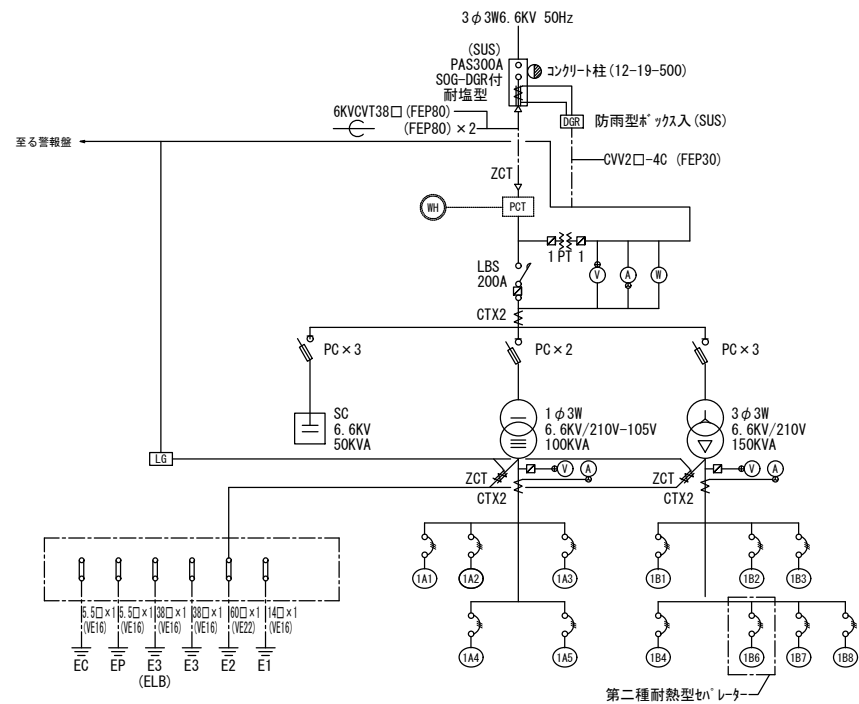 3φ3W6.6KV 50Hz
(SUS)
PAS300A
SOG-DGR付
耐塩型
コンクリート柱(12-19-500)
6KVCVT38□(FEP80)
(FEP80)×2
DGR
防雨型ボックス入(SUS)
至る警報盤
CVV2□-4C (FEP30)
ZCT
WH
PCT
1 PT 1
LBS
200A
V
A
W
CTX2
PC×3
PC×2
PC×3
SC
6.6KV
50KVA
1φ3W
6.6KV/210V-105V
100KVA
3φ3W
6.6KV/210V
150KVA
LG
ZCT
CTX2
V
A
ZCT
CTX2
V
A
1A1
1A2
1A3
1B1
1B2
1B3
1A4
1A5
1B4
1B6
1B7
1B8
5.5□×1
(VE16)
5.5□×1
(VE16)
38□×1
(VE16)
38□×1
(VE16)
60□×1
(VE22)
14□×1
(VE16)
EC
EP
E3
(ELB)
E3
E2
E1
第二種耐熱型セパレーター